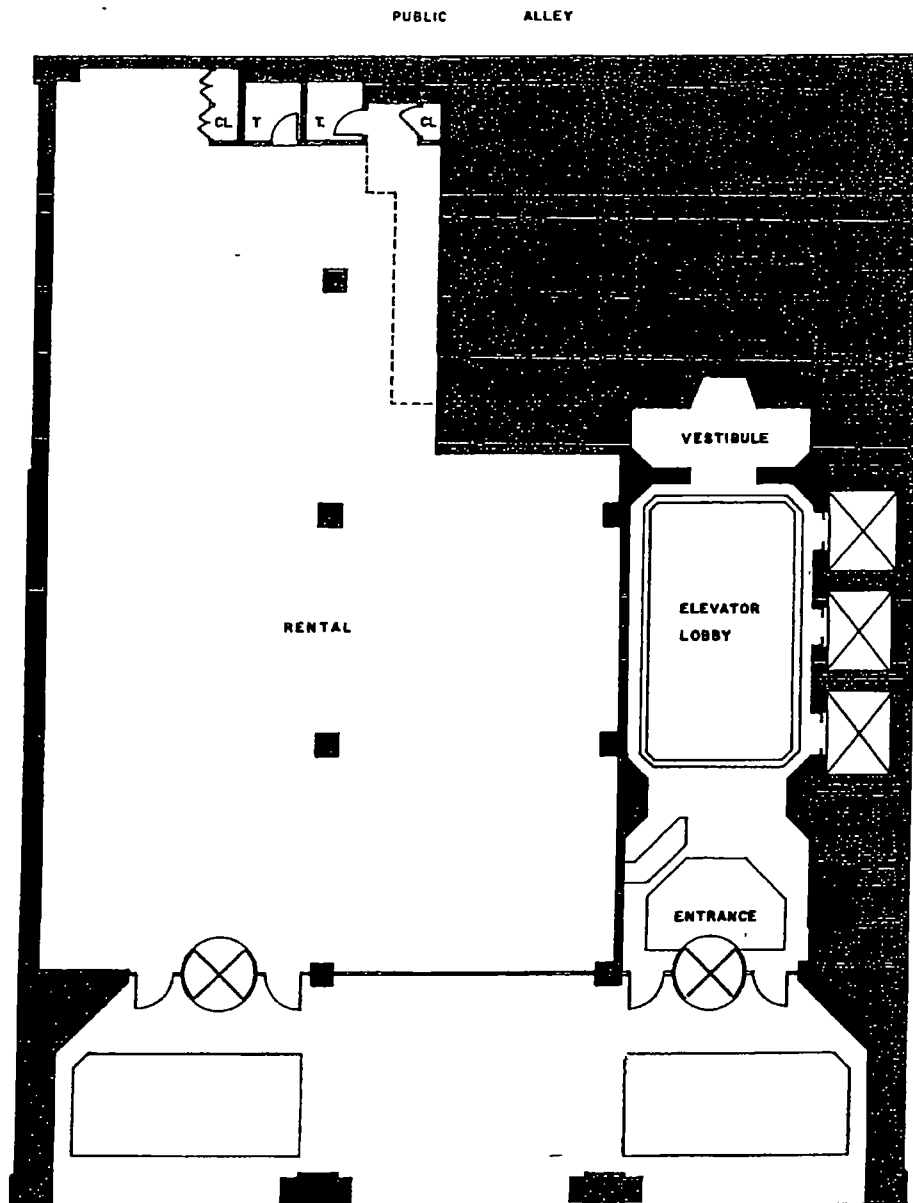 PUBLIC ALLEY
CL T T. CL
VESTIBULE
ELEVATOR
LOBBY
RENTAL
ENTRANCE